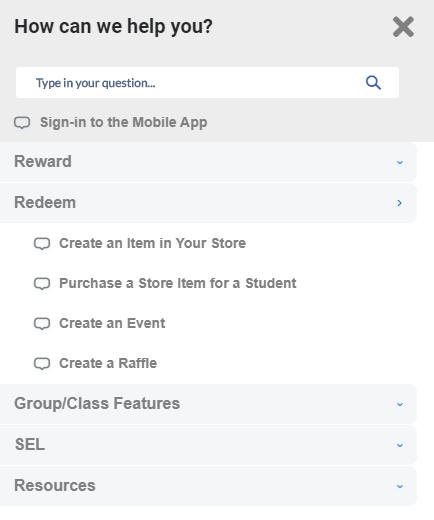 How can we help you?
Type in your question...
Sign-in to the Mobile App
Reward
Redeem
Create an Item in Your Store
Purchase a Store Item for a Student
Create an Event
Create a Raffle
Group/Class Features
SEL
Resources